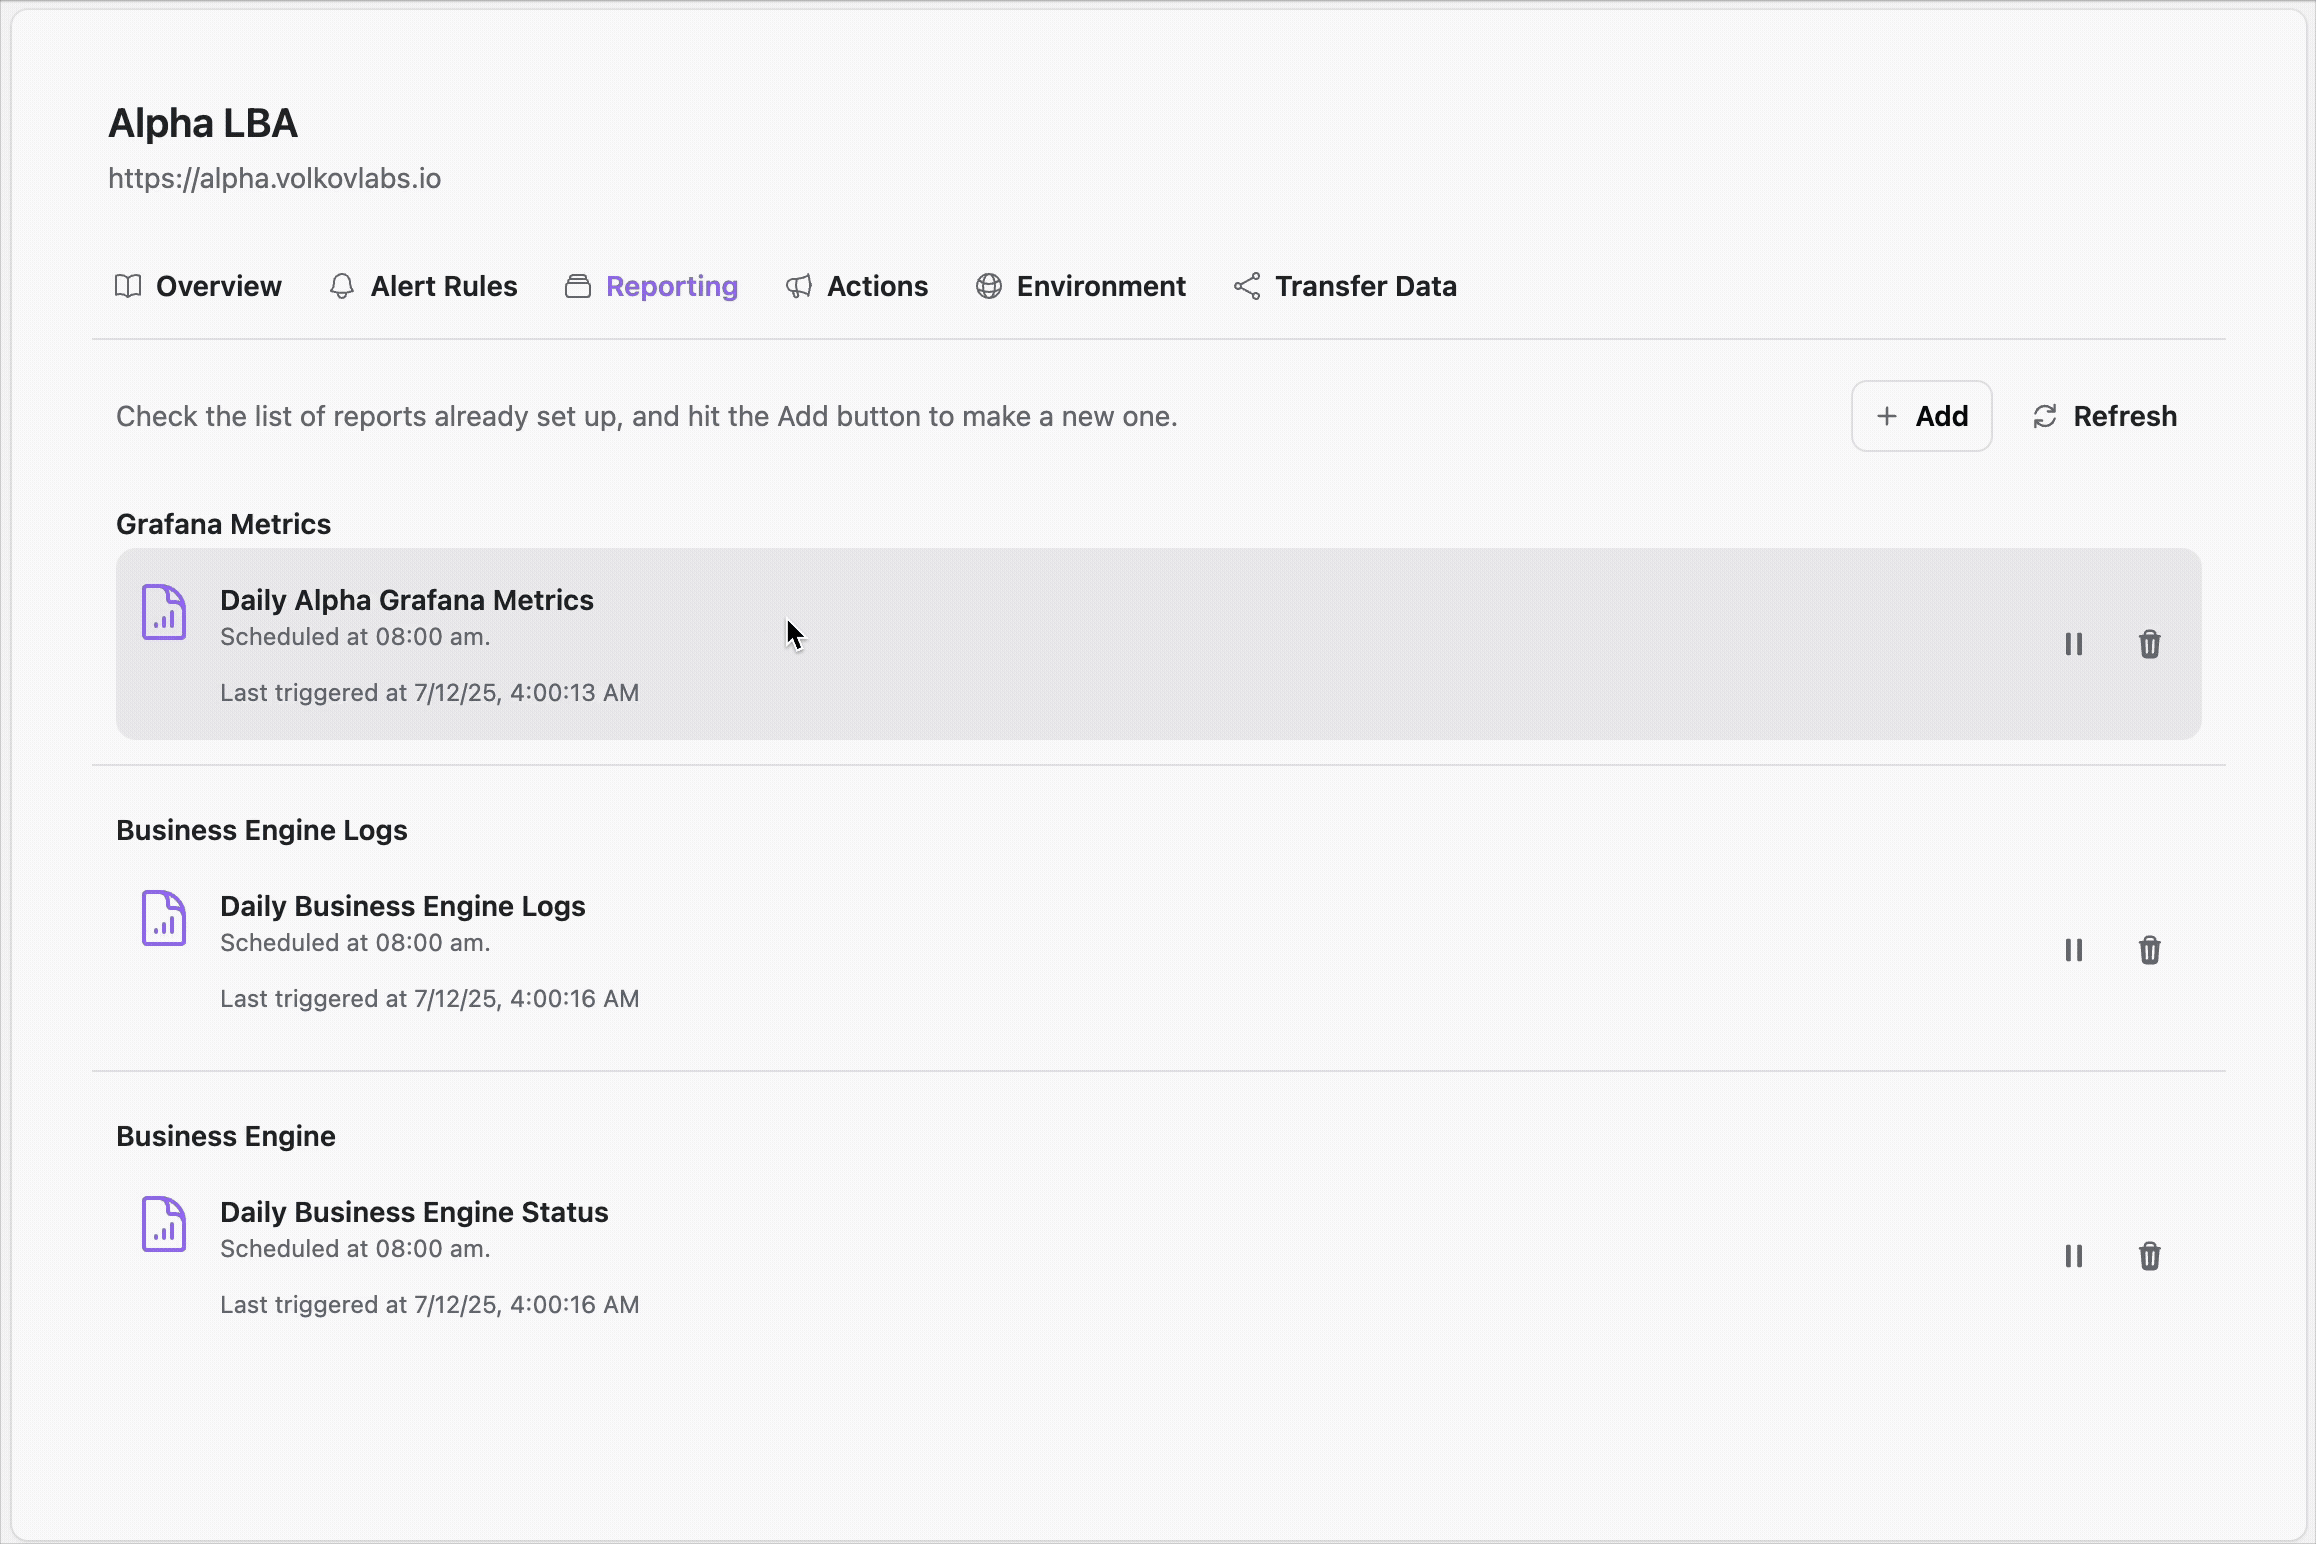 Alpha LBA
https://alpha.volkovlabs.io
Overview Alert Rules Reporting Actions Environment Transfer Data
Check the list of reports already set up, and hit the Add button to make a new one. Add Refresh
Grafana Metrics
Daily Alpha Grafana Metrics
Scheduled at 08:00 am.
Last triggered at 7/12/25, 4:00:13 AM
Business Engine Logs
Daily Business Engine Logs
Scheduled at 08:00 am.
Last triggered at 7/12/25, 4:00:16 AM
Business Engine
Daily Business Engine Status
Scheduled at 08:00 am.
Last triggered at 7/12/25, 4:00:16 AM